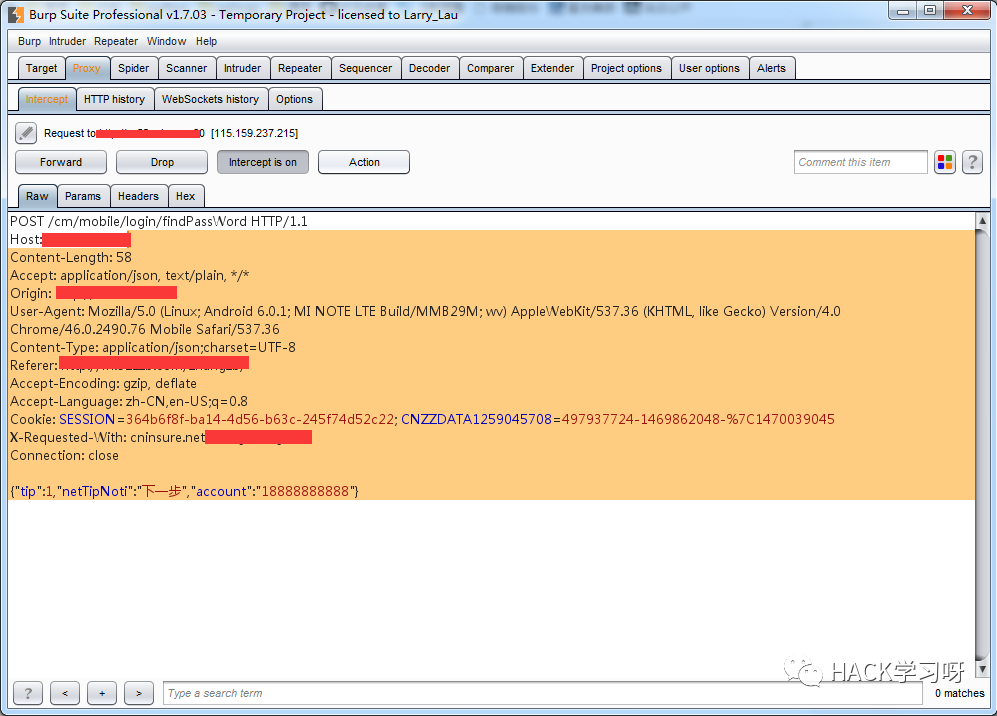 Burp Suite Professional v1.7.03 - Temporary Project - licensed to Larry_Lau
Burp Intruder Repeater Window Help
Target Proxy Spider Scanner Intruder Repeater Sequencer Decoder Comparer Extender Project options User options Alerts
Intercept HTTP history WebSockets history Options
Request to 0 [115.159.237.215]
Forward Drop Intercept is on Action Comment this item ?
Raw Params Headers Hex
POST /cm/mobile/login/findPassWord HTTP/1.1
Host:
Content-Length: 58
Accept: application/json, text/plain, */*
Origin:
User-Agent: Mozilla/5.0 (Linux; Android 6.0.1; MI NOTE LTE Build/MMB29M; wv) AppleWebKit/537.36 (KHTML, like Gecko) Version/4.0
Chrome/46.0.2490.76 Mobile Safari/537.36
Content-Type: application/json;charset=UTF-8
Referer:
Accept-Encoding: gzip, deflate
Accept-Language: zh-CN,en-US;q=0.8
Cookie: SESSION=364b6f8f-ba14-4d56-b63c-245f74d52c22; CNZZDATA1259045708=497937724-1469862048-%7C1470039045
X-Requested-With: cninsure.net
Connection: close
{"tip":1,"netTipNoti":"下一步","account":"18888888888"}
HACK学习呀
? < + > Type a search term 0 matches